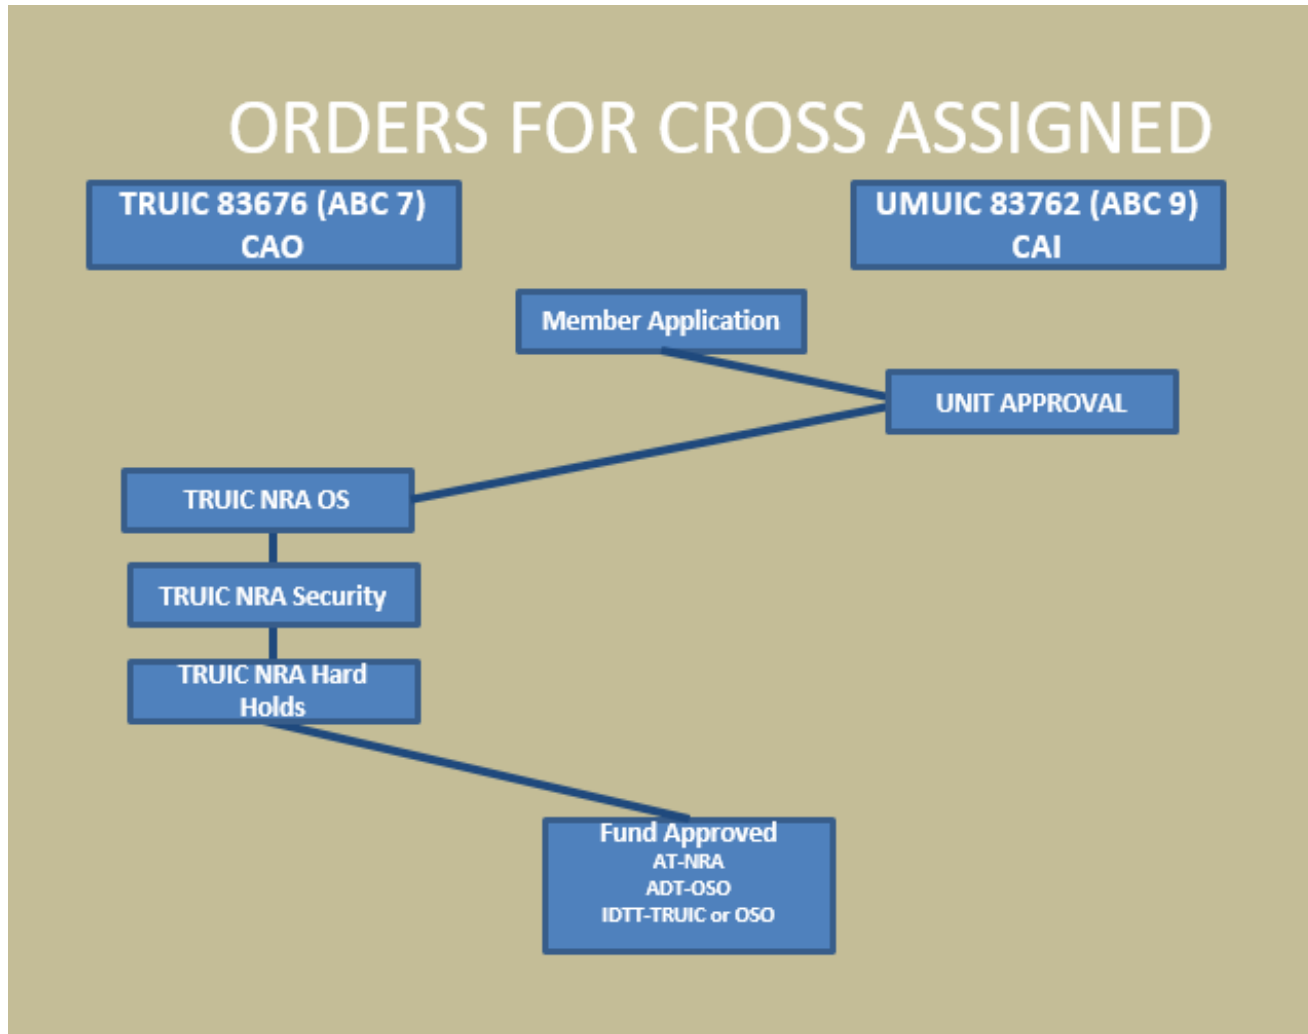 ORDERS FOR CROSS ASSIGNED
TRUIC 83676 (ABC 7)
CAO
UMUIC 83762 (ABC 9)
CAI
Member Application
UNIT APPROVAL
TRUIC NRA OS
TRUIC NRA Security
TRUIC NRA Hard
Holds
Fund Approved
AT-NRA
ADT-OSO
IDTT-TRUIC or OSO